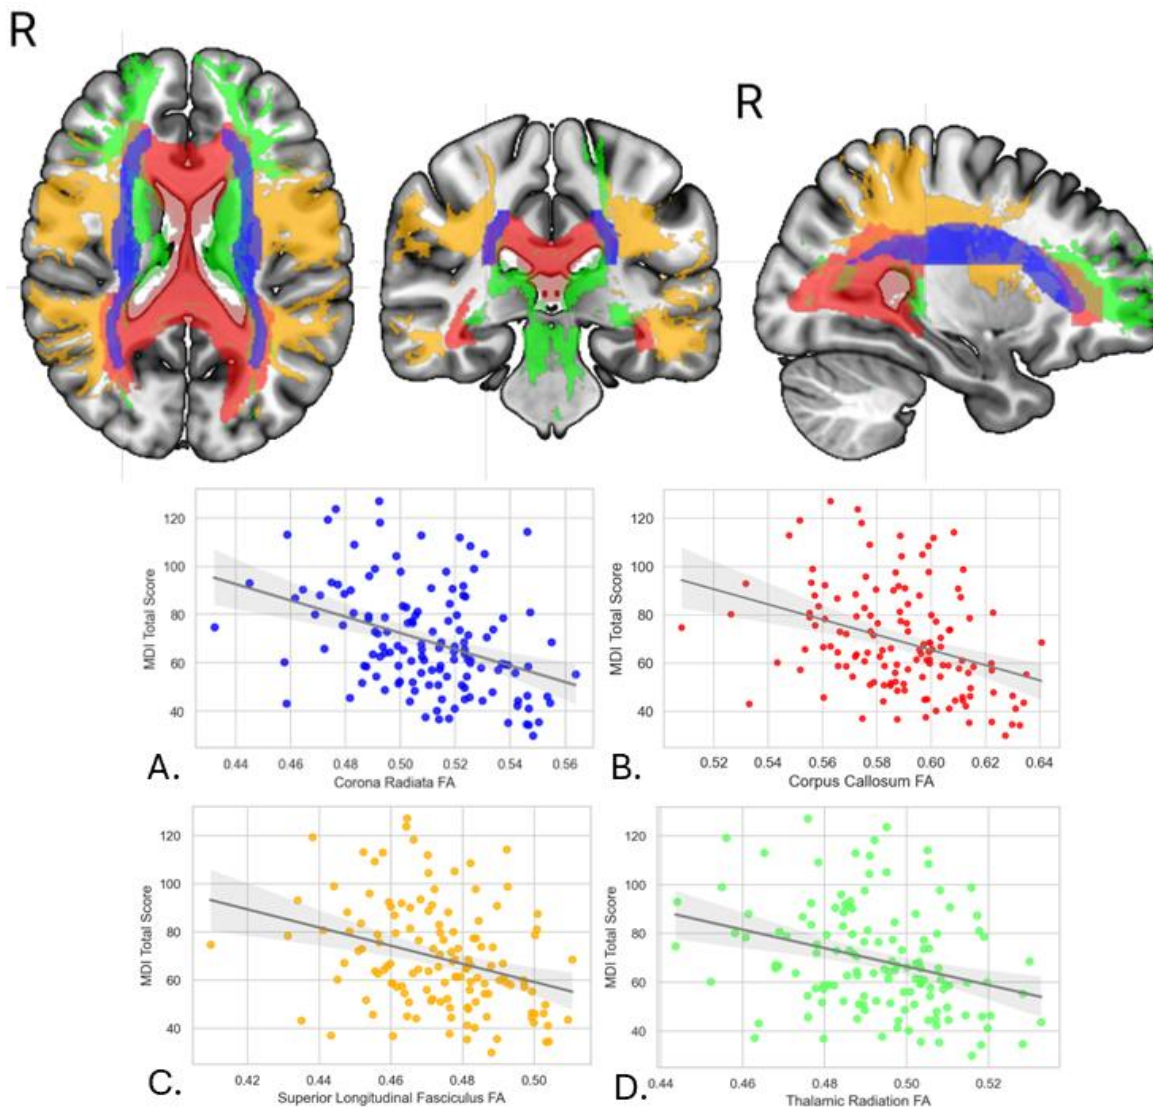 R
R
MDI Total Score
120
100
80
60
40
0.44 0.46 0.48 0.50 0.52 0.54 0.56
A. Corona Radiata FA
MDI Total Score
120
100
80
60
40
0.52 0.54 0.56 0.58 0.60 0.62 0.64
B. Corpus Callosum FA
MDI Total Score
120
100
80
60
40
0.42 0.44 0.46 0.48 0.50
C. Superior Longitudinal Fasciculus FA
MDI Total Score
120
100
80
60
40
0.44 0.46 0.48 0.50 0.52
D. Thalamic Radiation FA